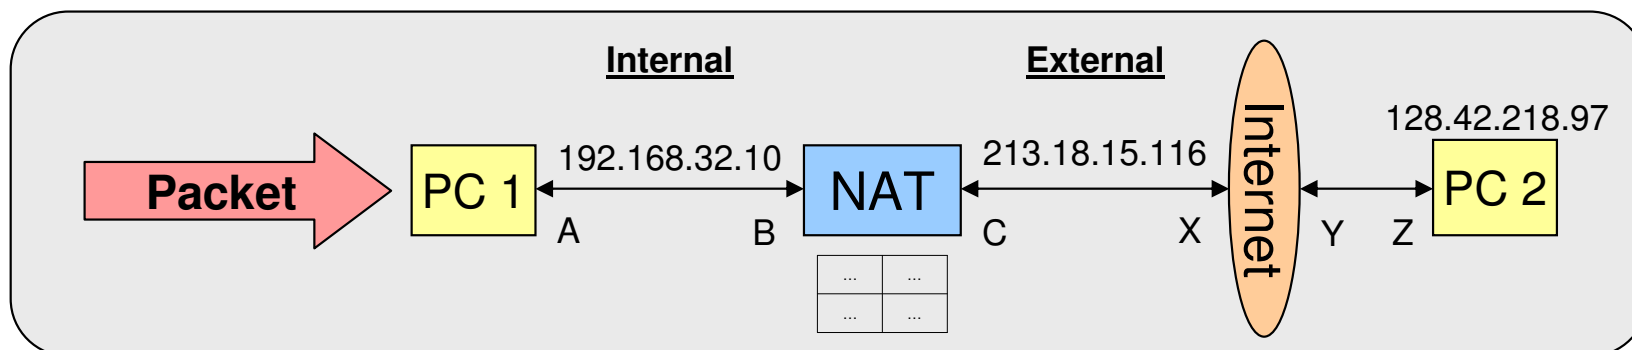 Internal
External
128.42.218.97
192.168.32.10
213.18.15.116
Packet
PC 1
NAT
Internet
PC 2
A
B
C
X
Y
Z
... ...
... ...